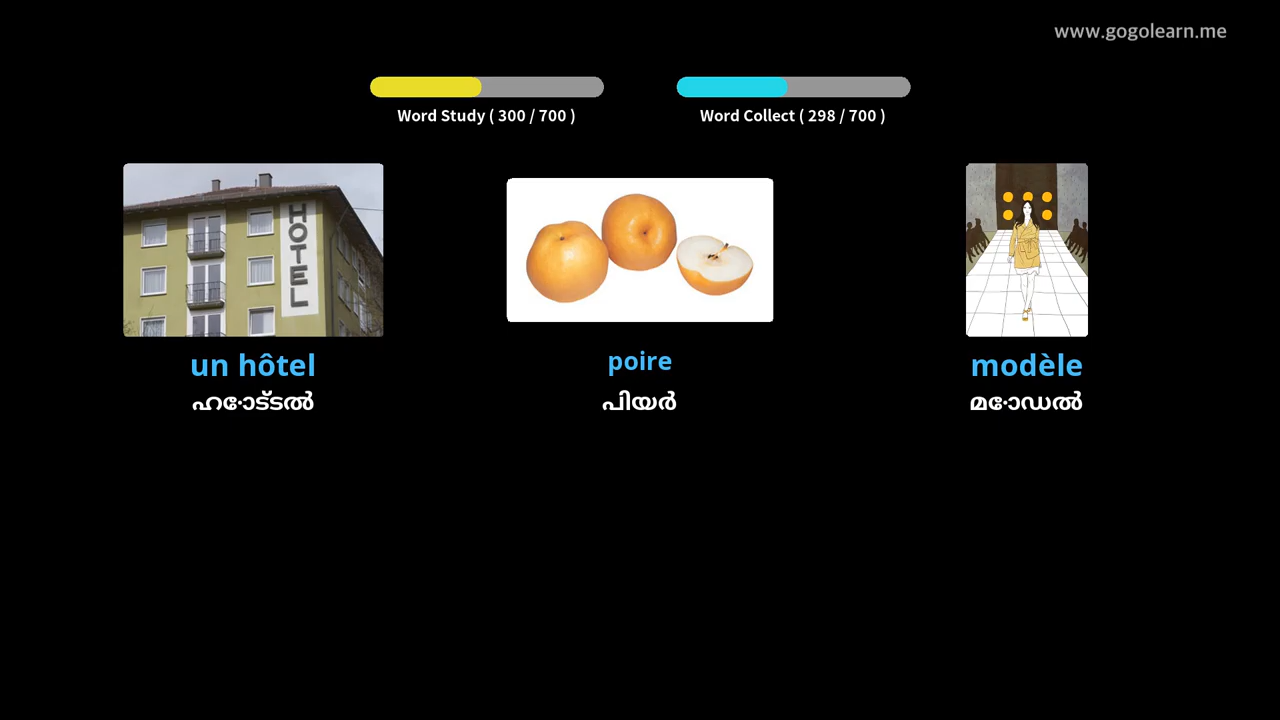 www.gogolearn.me
Word Study ( 300 / 700 )
Word Collect ( 298 / 700 )
HOTEL
un hôtel
poire
modèle
ഹോട്ടൽ
പിയർ
മോഡൽ